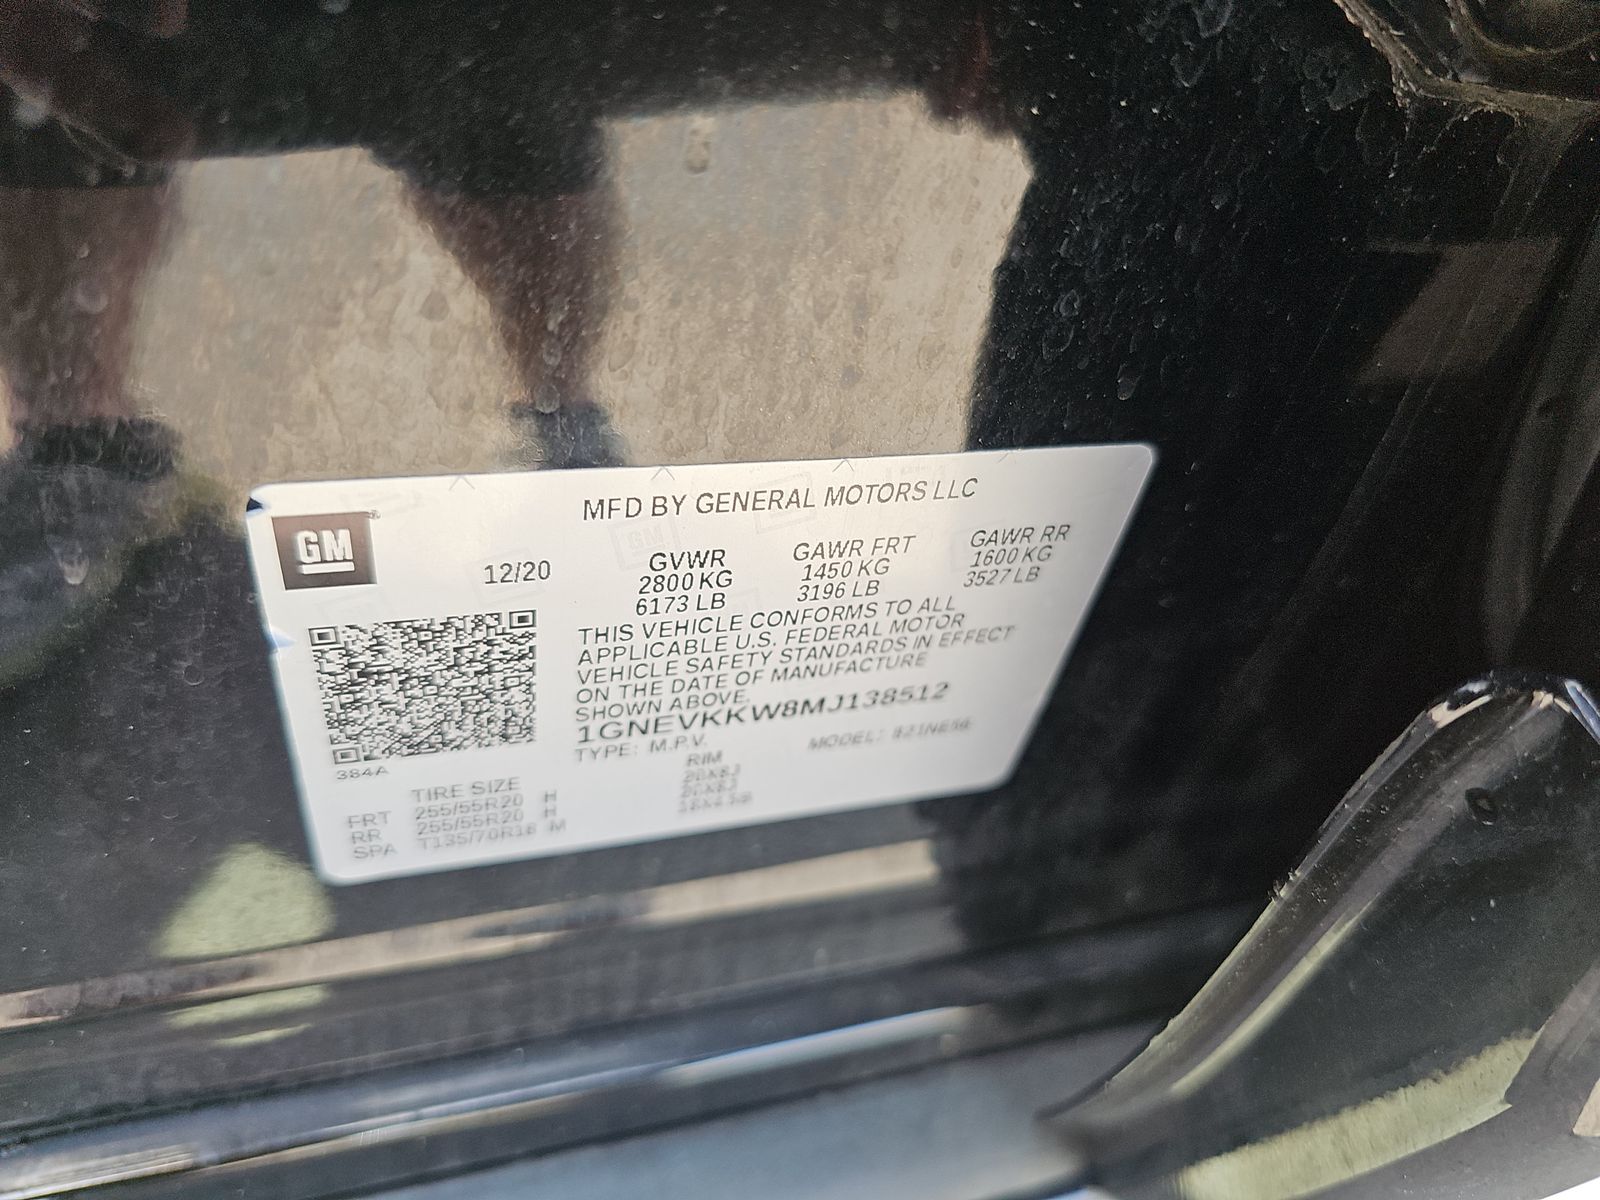 MFD BY GENERAL MOTORS LLC
GM
12/20
GVWR
2800 KG
6173 LB
GAWR FRT
1450 KG
3196 LB
GAWR RR
1600 KG
3527 LB
THIS VEHICLE CONFORMS TO ALL
APPLICABLE U.S. FEDERAL MOTOR
VEHICLE SAFETY STANDARDS IN EFFECT
ON THE DATE OF MANUFACTURE
SHOWN ABOVE.
1GNEVKKW8MJ138512
TYPE: M.P.V. MODEL:
384A
TIRE SIZE RIM
FRT 255/55R20 H 20X8J
RR 255/55R20 H 20X8J
SPA T135/70R18 M